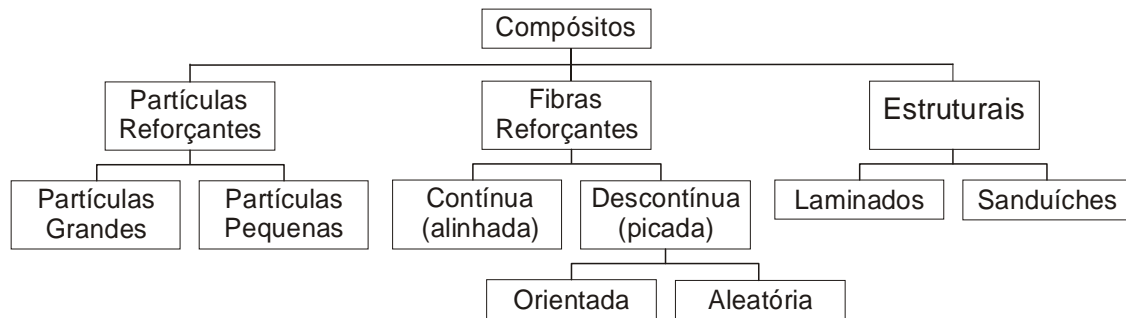 Compósitos
Partículas
Reforçantes
Fibras
Reforçantes
Estruturais
Partículas
Grandes
Partículas
Pequenas
Contínua
(alinhada)
Descontínua
(picada)
Laminados
Sanduíches
Orientada
Aleatória